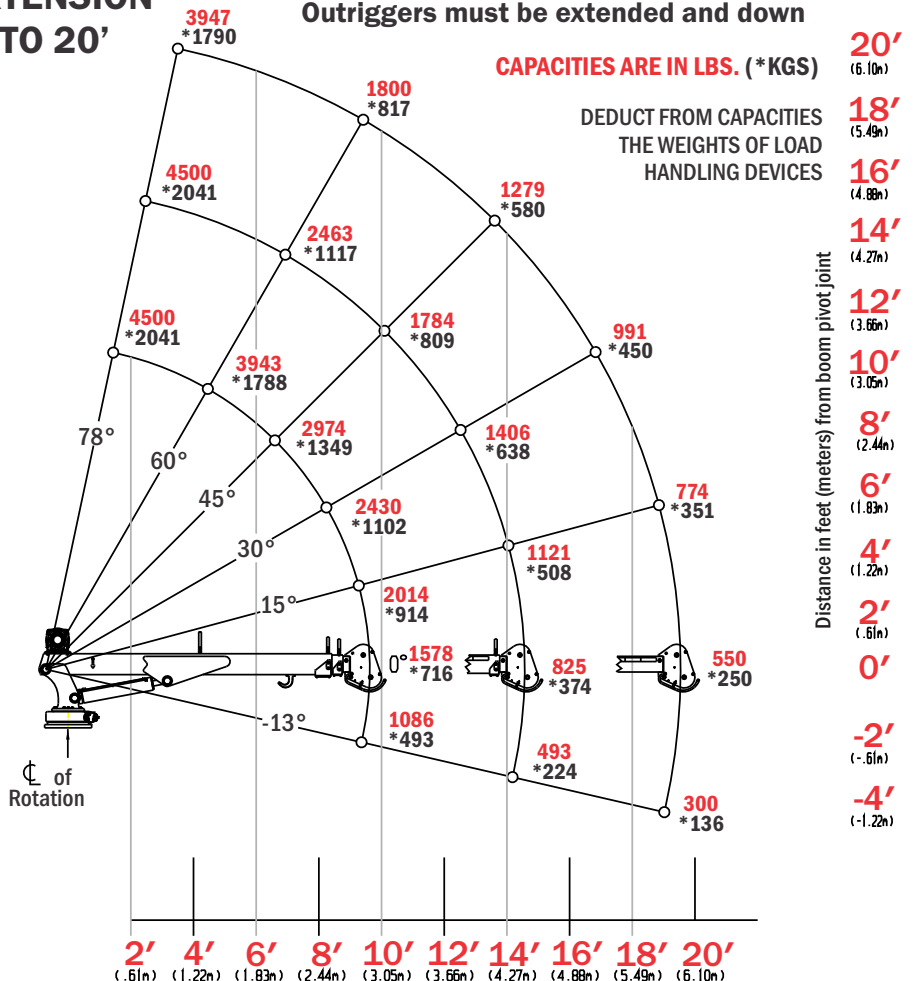 XTENSION
TO 20’
Outriggers must be extended and down
CAPACITIES ARE IN LBS. (*KGS)
DEDUCT FROM CAPACITIES
THE WEIGHTS OF LOAD
HANDLING DEVICES
3947
*1790
1800
*817
1279
*580
991
*450
774
*351
550
*250
300
*136
4500
*2041
2463
*1117
1784
*809
1406
*638
1121
*508
825
*374
493
*224
4500
*2041
3943
*1788
2974
*1349
2430
*1102
2014
*914
1578
*716
1086
*493
78°
60°
45°
30°
15°
0°
-13°
℄ of
Rotation
Distance in feet (meters) from boom pivot joint
20’
(6.10m)
18’
(5.49m)
16’
(4.88m)
14’
(4.27m)
12’
(3.66m)
10’
(3.05m)
8’
(2.44m)
6’
(1.83m)
4’
(1.22m)
2’
(.61m)
0’
-2’
(-.61m)
-4’
(-1.22m)
2’ 4’ 6’ 8’ 10’ 12’ 14’ 16’ 18’ 20’
(.61m) (1.22m) (1.83m) (2.44m) (3.05m) (3.66m) (4.27m) (4.88m) (5.49m) (6.10m)